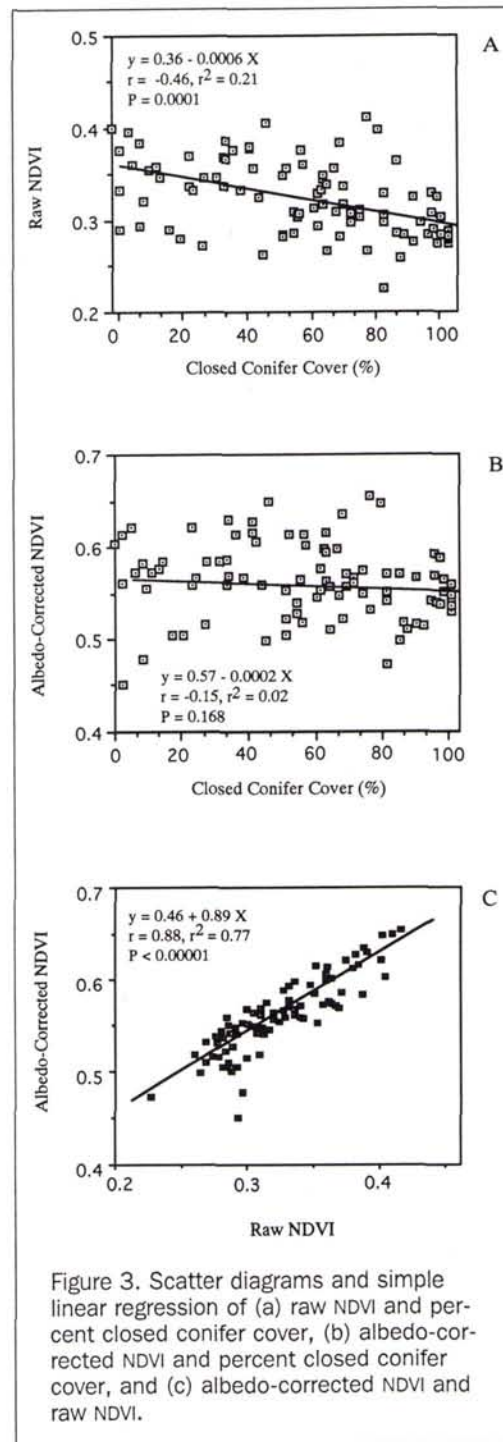 A
y = 0.36 - 0.0006 X
r = -0.46, r² = 0.21
P = 0.0001
Raw NDVI
0.5
0.4
0.3
0.2
0 20 40 60 80 100
Closed Conifer Cover (%)
B
Albedo-Corrected NDVI
0.7
0.6
0.5
0.4
y = 0.57 - 0.0002 X
r = -0.15, r² = 0.02
P = 0.168
0 20 40 60 80 100
Closed Conifer Cover (%)
C
y = 0.46 + 0.89 X
r = 0.88, r² = 0.77
P < 0.00001
Albedo-Corrected NDVI
0.7
0.6
0.5
0.4
0.2 0.3 0.4
Raw NDVI
Figure 3. Scatter diagrams and simple
linear regression of (a) raw NDVI and per-
cent closed conifer cover, (b) albedo-cor-
rected NDVI and percent closed conifer
cover, and (c) albedo-corrected NDVI and
raw NDVI.